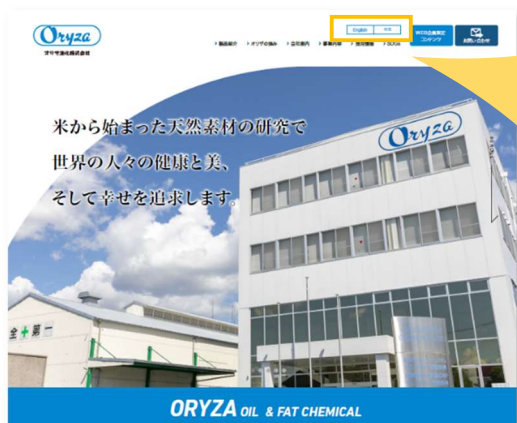 Oryza
オリザ油化株式会社
English
中文
WEB会員限定
コンテンツ
お問い合わせ
製品紹介
オリザの強み
会社案内
事業内容
採用情報
SDGs
米から始まった天然素材の研究で
世界の人々の健康と美、
そして幸せを追求します。
Oryza
全+第一
ORYZA OIL & FAT CHEMICAL